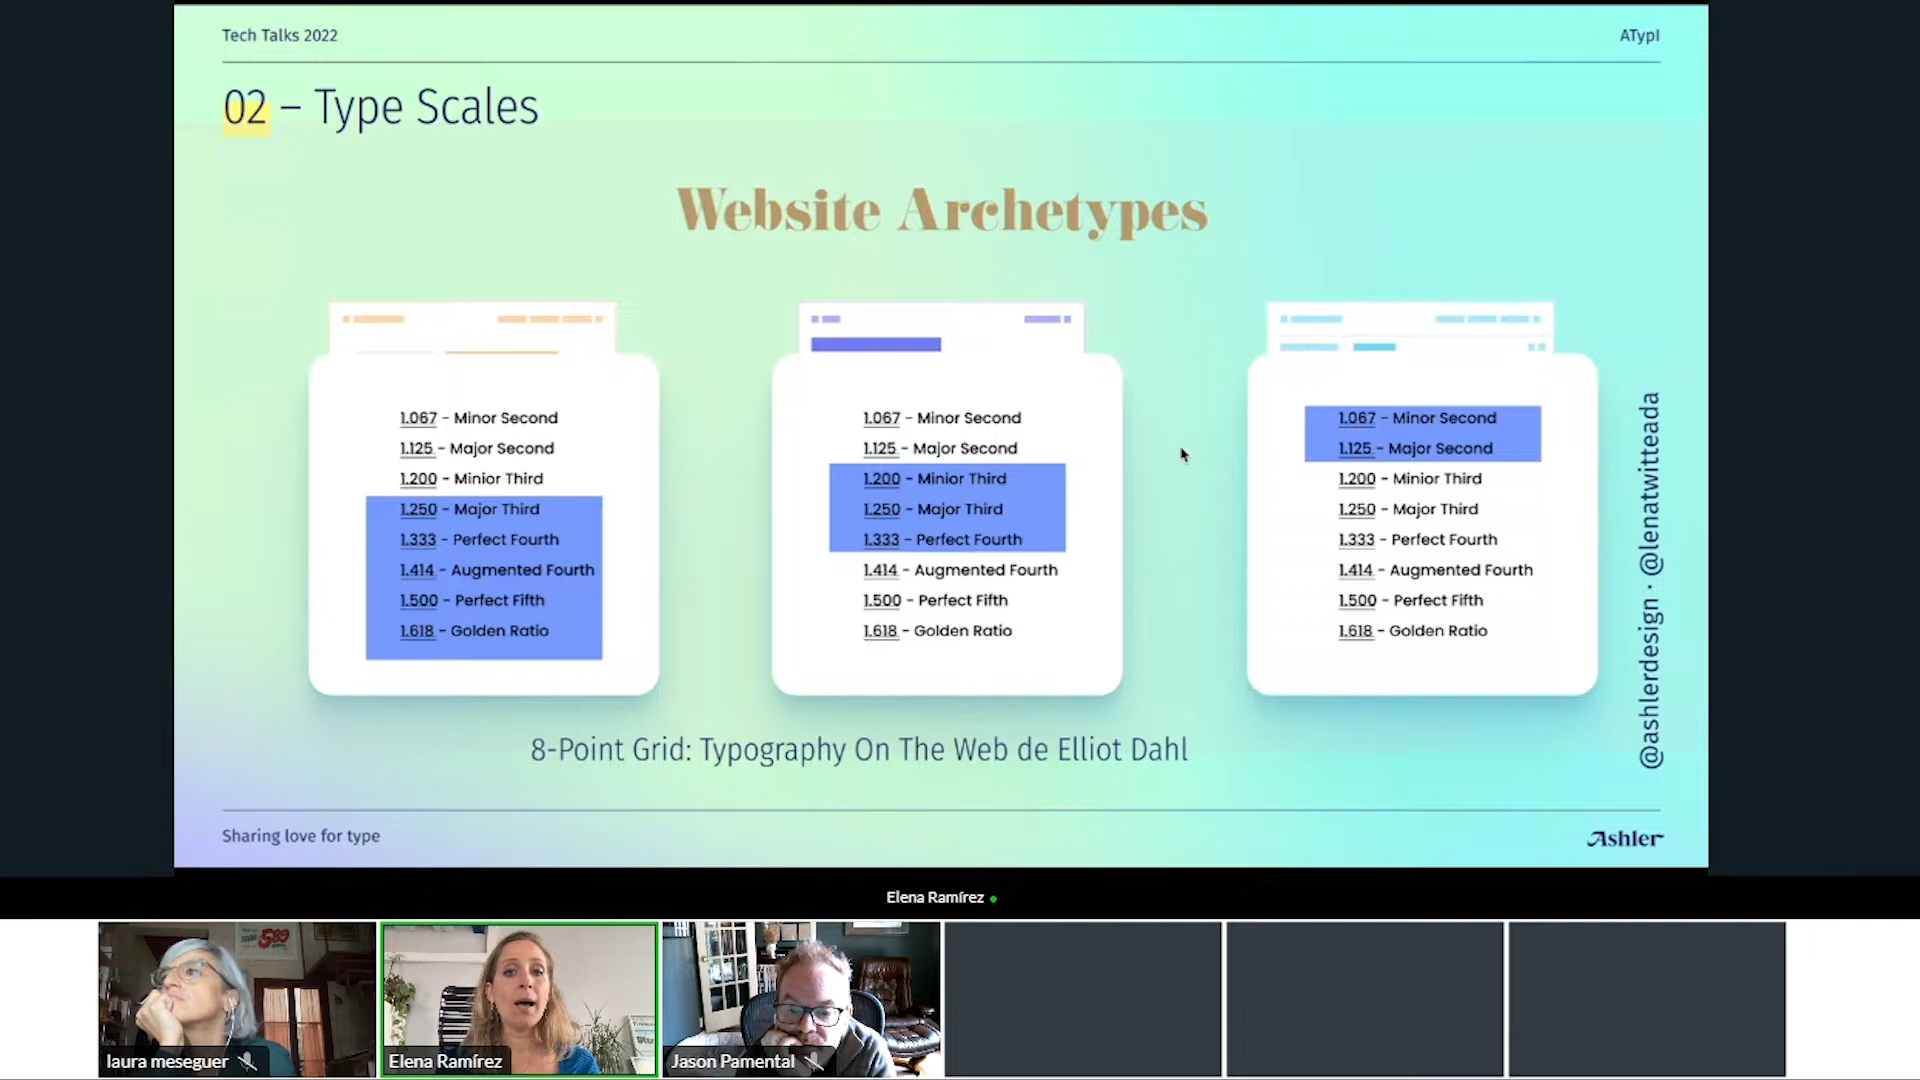 Tech Talks 2022
ATypI
02 – Type Scales
Website Archetypes
1.067 - Minor Second
1.125 - Major Second
1.200 - Minior Third
1.250 - Major Third
1.333 - Perfect Fourth
1.414 - Augmented Fourth
1.500 - Perfect Fifth
1.618 - Golden Ratio
1.067 - Minor Second
1.125 - Major Second
1.200 - Minior Third
1.250 - Major Third
1.333 - Perfect Fourth
1.414 - Augmented Fourth
1.500 - Perfect Fifth
1.618 - Golden Ratio
1.067 - Minor Second
1.125 - Major Second
1.200 - Minior Third
1.250 - Major Third
1.333 - Perfect Fourth
1.414 - Augmented Fourth
1.500 - Perfect Fifth
1.618 - Golden Ratio
@ashlerdesign · @lenatwitteada
8-Point Grid: Typography On The Web de Elliot Dahl
Sharing love for type
Ashler
Elena Ramírez
589
laura meseguer
Elena Ramírez
Jason Pamental